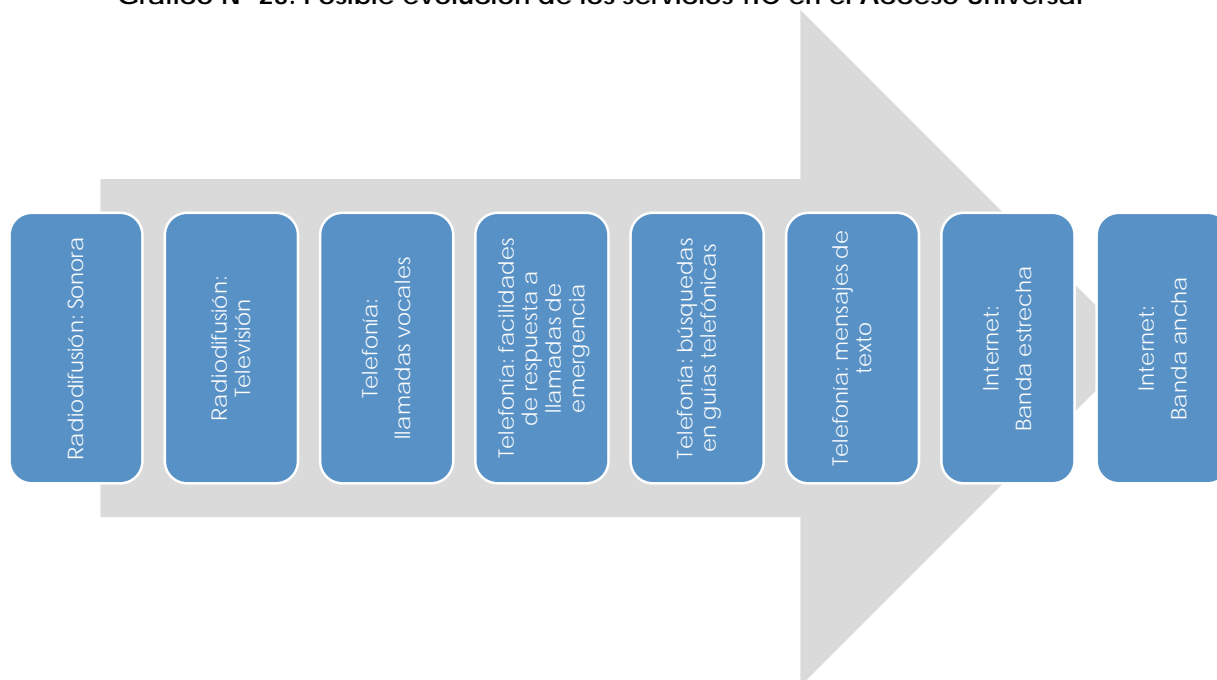 Gráfico N° 20: Posible evolución de los servicios TIC en el Acceso Universal
Radiodifusión: Sonora
Radiodifusión:
Televisión
Telefonía:
llamadas vocales
Telefonía: facilidades
de respuesta a
llamadas de
emergencia
Telefonía: búsquedas
en guías telefónicas
Telefonía: mensajes de
texto
Internet:
Banda estrecha
Internet:
Banda ancha